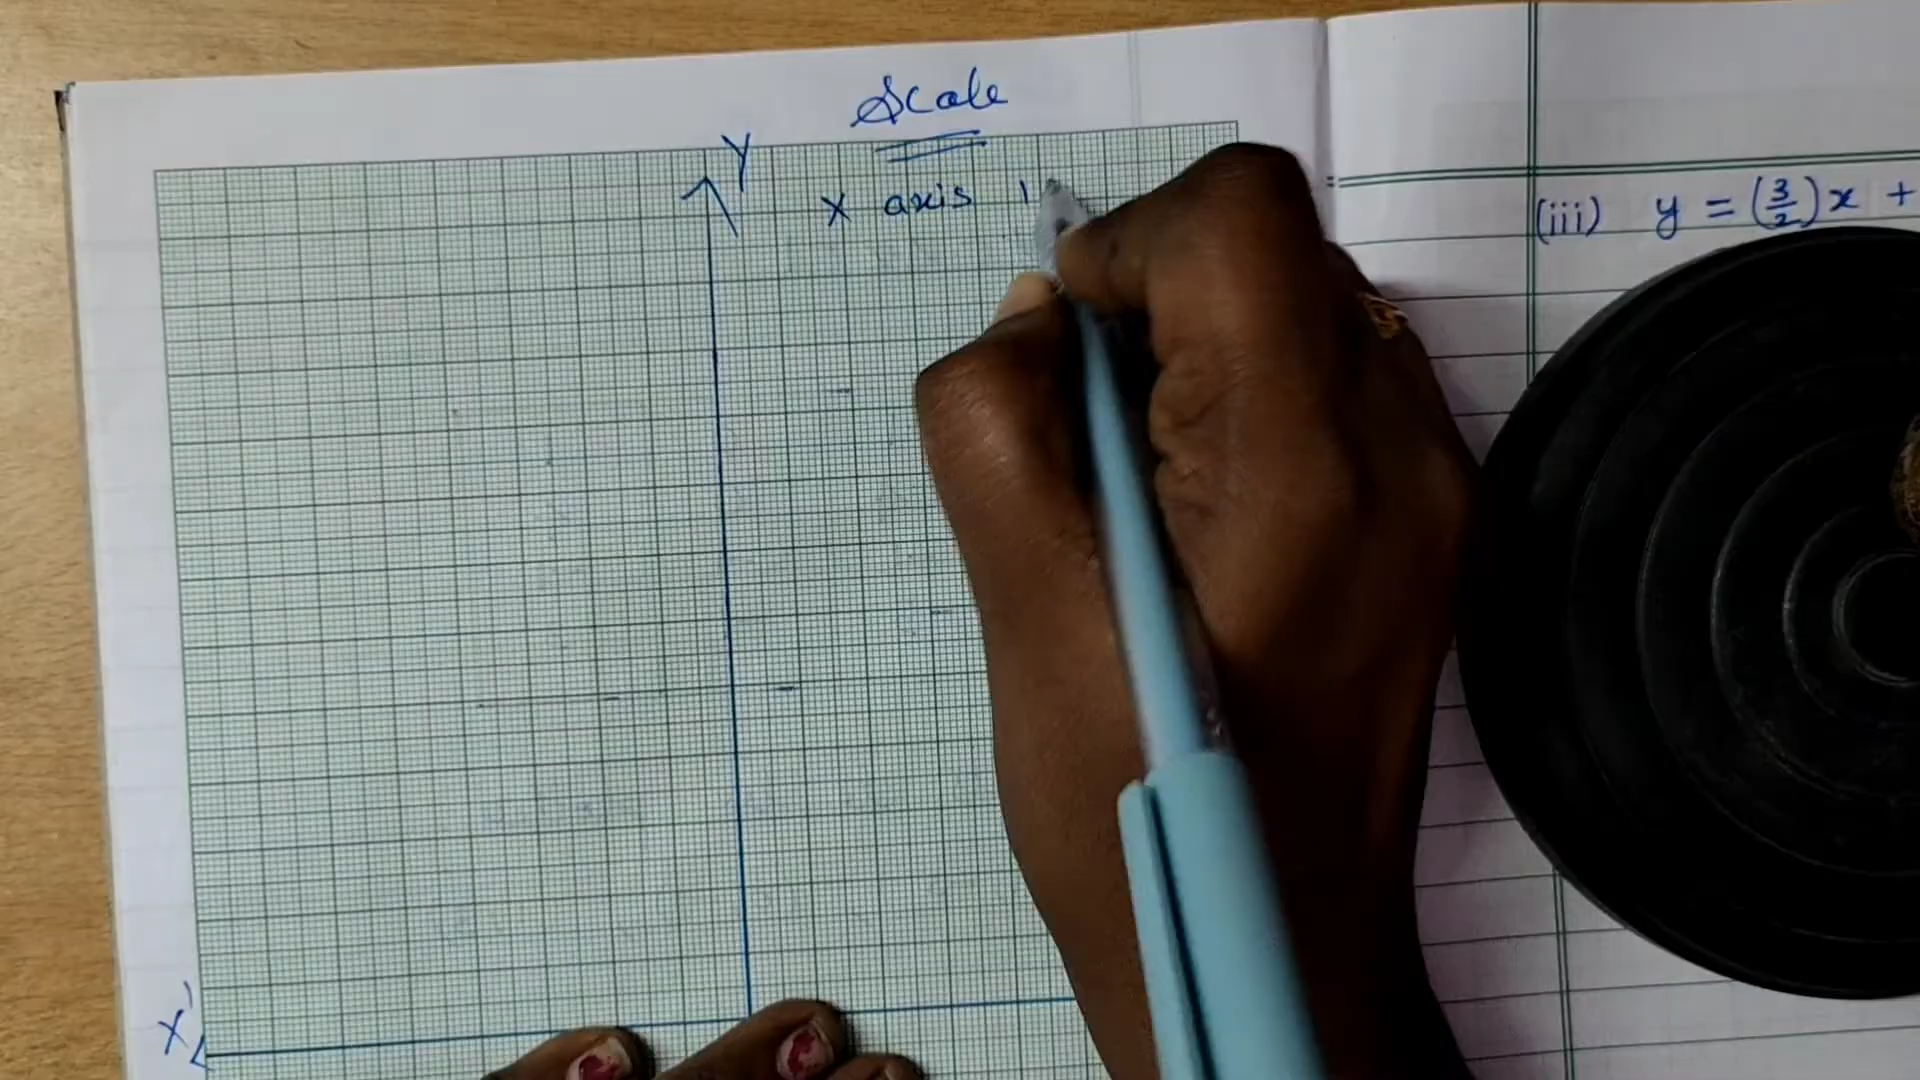 Scale
Y
X axis 1
X'
(iii) y = (3/2)x +